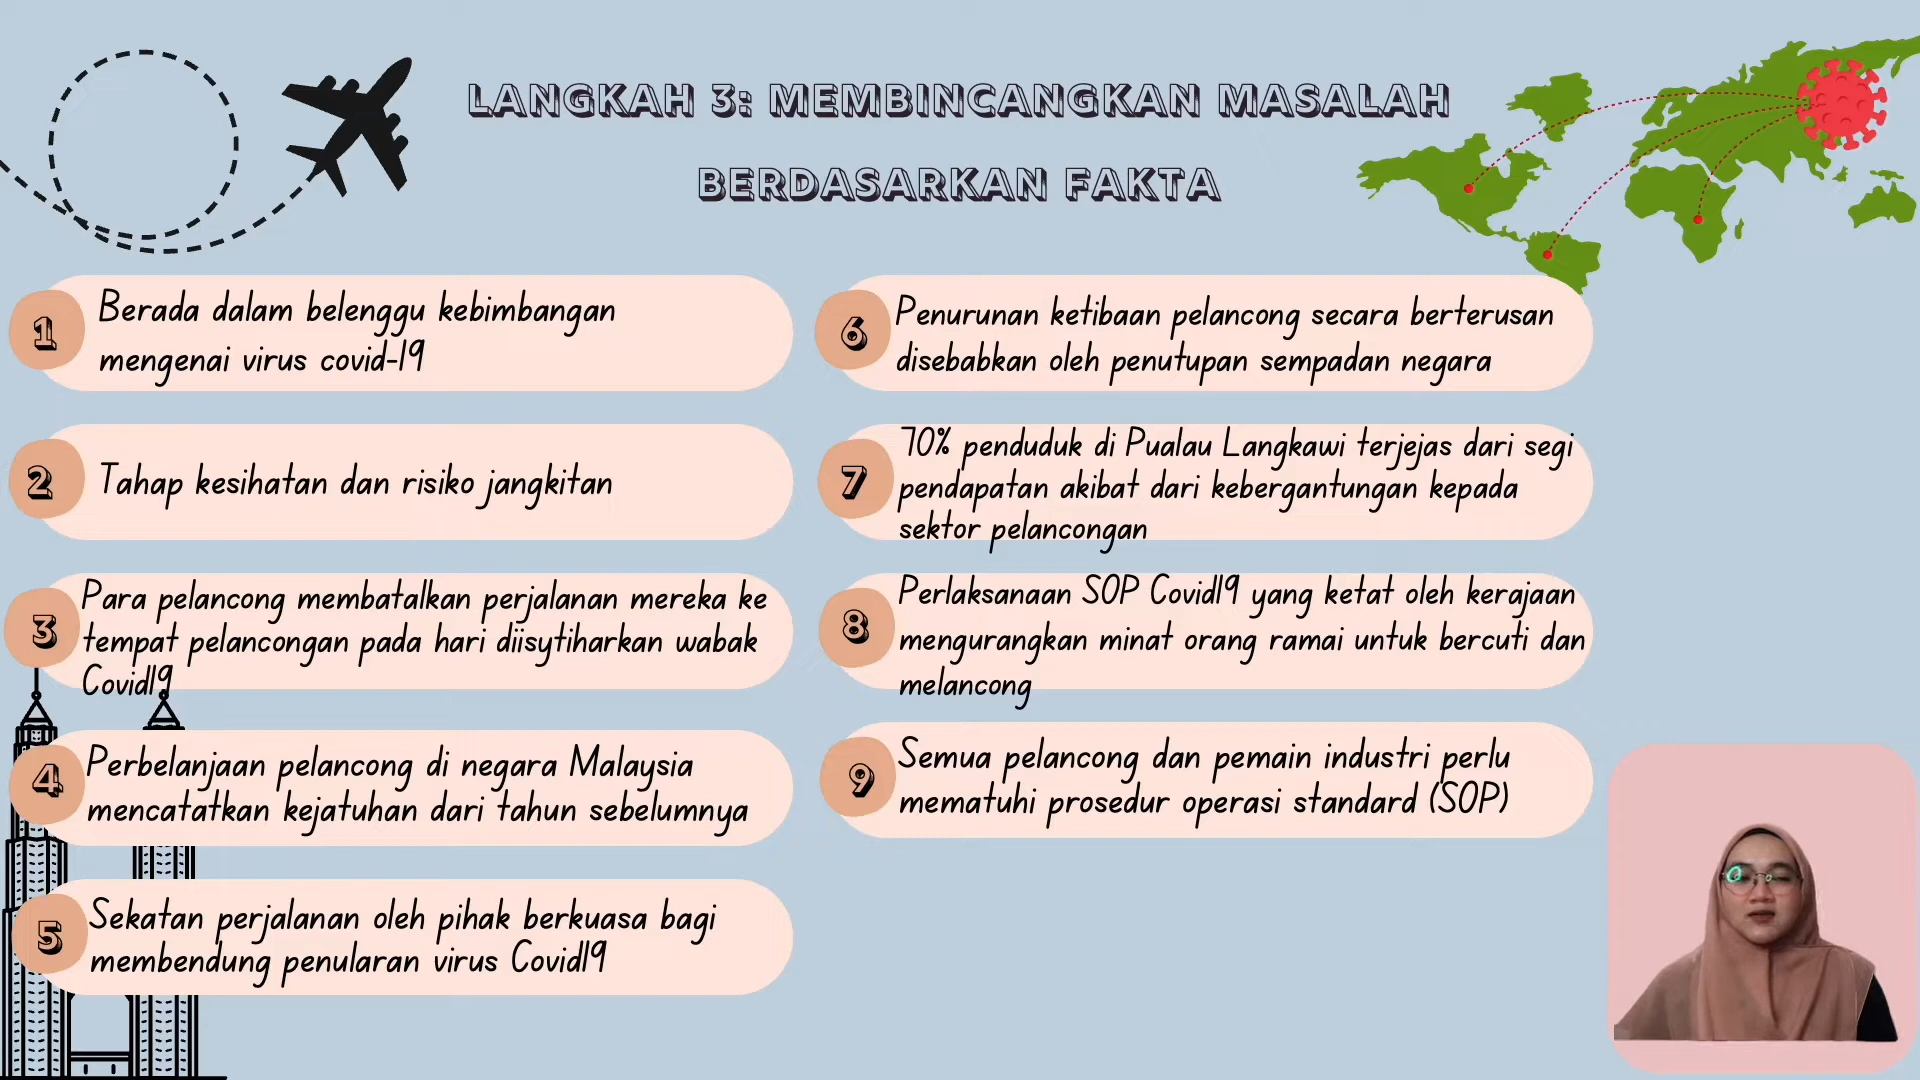 LANGKAH 3: MEMBINCANGKAN MASALAH
BERDASARKAN FAKTA
1
Berada dalam belenggu kebimbangan
mengenai virus covid-19
2
Tahap kesihatan dan risiko jangkitan
3
Para pelancong membatalkan perjalanan mereka ke
tempat pelancongan pada hari diisytiharkan wabak
Covid19
4
Perbelanjaan pelancong di negara Malaysia
mencatatkan kejatuhan dari tahun sebelumnya
5
Sekatan perjalanan oleh pihak berkuasa bagi
membendung penularan virus Covid19
6
Penurunan ketibaan pelancong secara berterusan
disebabkan oleh penutupan sempadan negara
7
70% penduduk di Pualau Langkawi terjejas dari segi
pendapatan akibat dari kebergantungan kepada
sektor pelancongan
8
Perlaksanaan SOP Covid19 yang ketat oleh kerajaan
mengurangkan minat orang ramai untuk bercuti dan
melancong
9
Semua pelancong dan pemain industri perlu
mematuhi prosedur operasi standard (SOP)